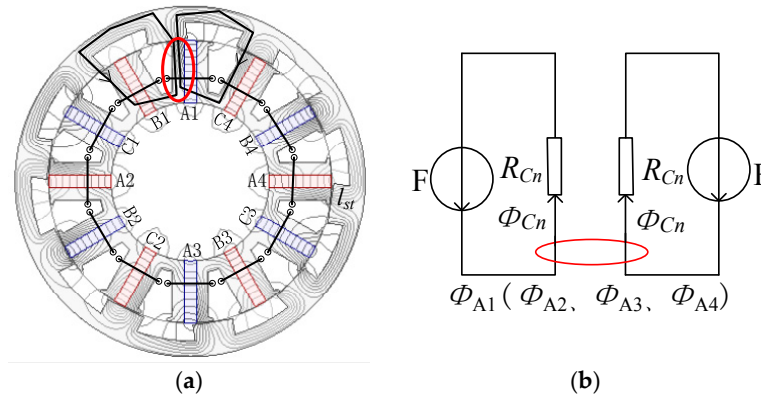 B1 A1 C4
C1 B4
A2 A4
l_st
B2 C3
C2 A3 B3
(a)
F R_Cn R_Cn
Φ_Cn Φ_Cn
Φ_A1 ( Φ_A2、 Φ_A3、 Φ_A4)
(b)